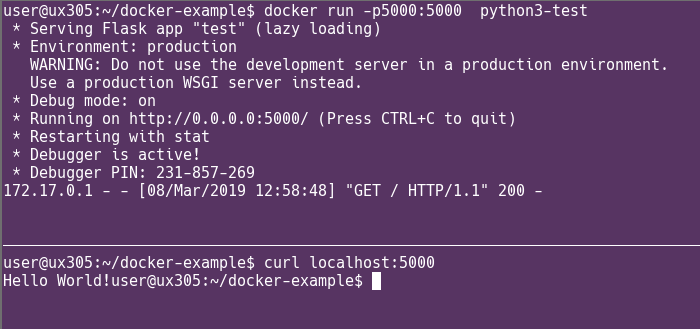 user@ux305:~/docker-example$ docker run -p5000:5000  python3-test
 * Serving Flask app "test" (lazy loading)
 * Environment: production
   WARNING: Do not use the development server in a production environment.
   Use a production WSGI server instead.
 * Debug mode: on
 * Running on http://0.0.0.0:5000/ (Press CTRL+C to quit)
 * Restarting with stat
 * Debugger is active!
 * Debugger PIN: 231-857-269
172.17.0.1 - - [08/Mar/2019 12:58:48] "GET / HTTP/1.1" 200 -
user@ux305:~/docker-example$ curl localhost:5000
Hello World!user@ux305:~/docker-example$